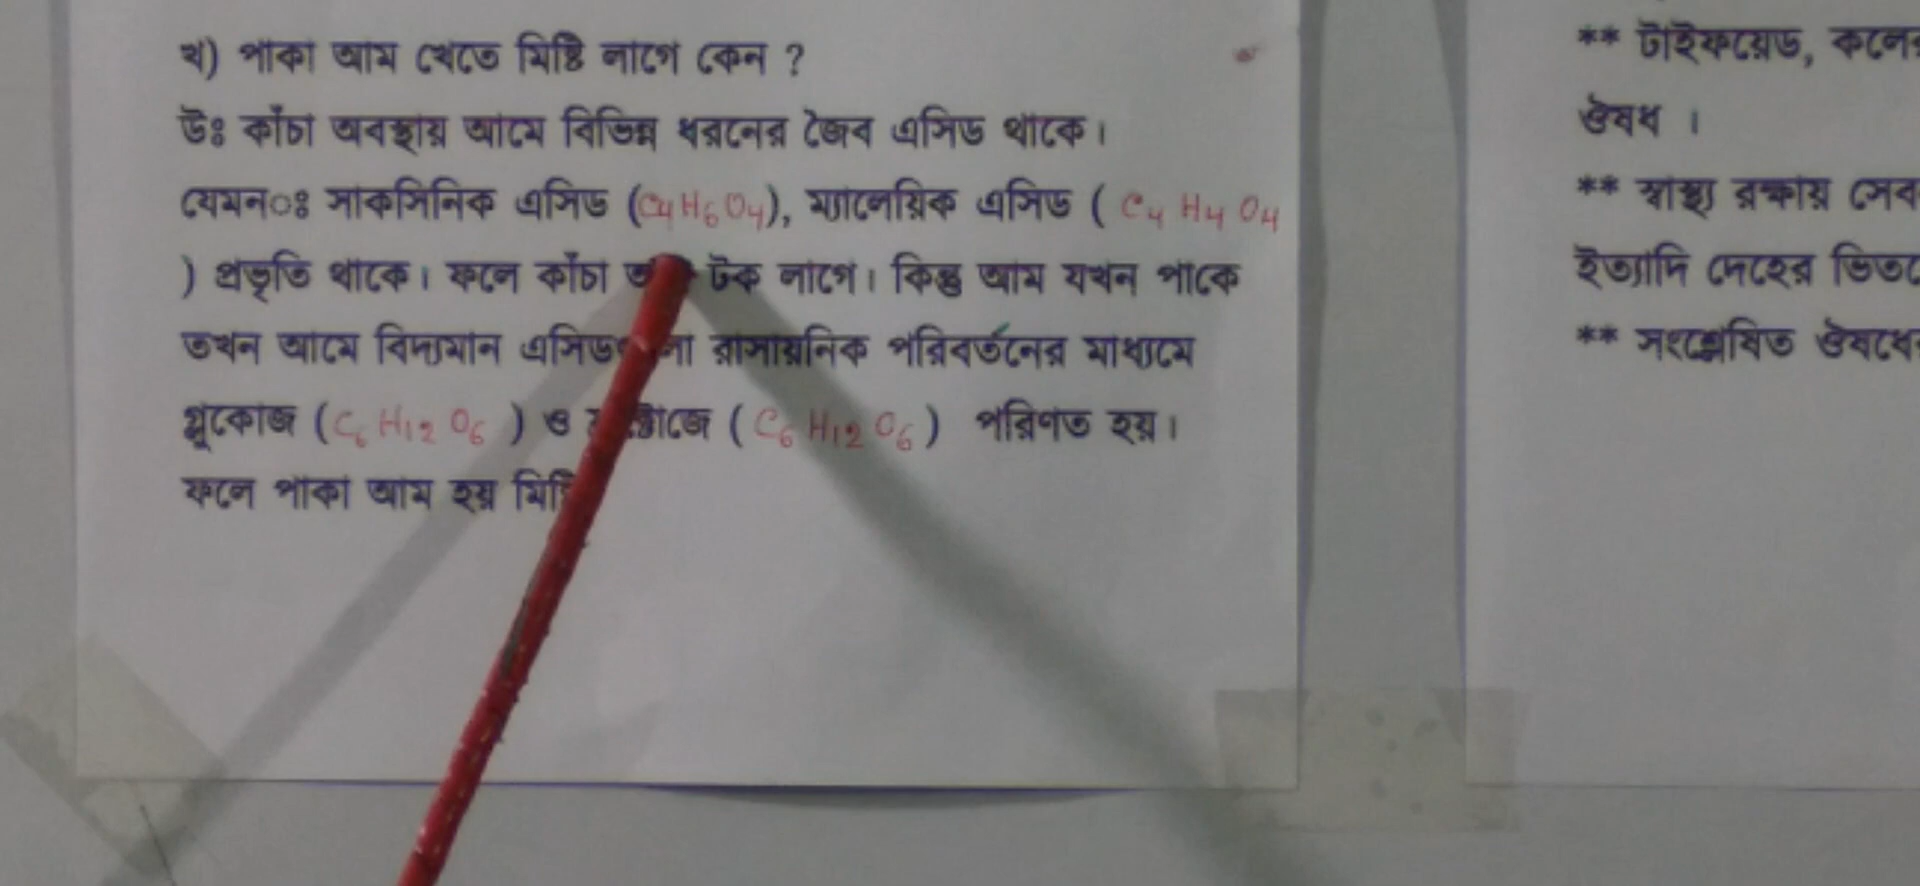 খ) পাকা আম খেতে মিষ্টি লাগে কেন ?
উঃ কাঁচা অবস্থায় আমে বিভিন্ন ধরনের জৈব এসিড থাকে।
যেমনঃ সাকসিনিক এসিড (C₄H₆O₄), ম্যালেয়িক এসিড ( C₄ H₄ O₄
) প্রভৃতি থাকে। ফলে কাঁচা টক লাগে। কিন্তু আম যখন পাকে
তখন আমে বিদ্যমান রাসায়নিক পরিবর্তনের মাধ্যমে
গ্লুকোজ (C₆ H₁₂ O₆ ) ও ( C₆ H₁₂ O₆ ) পরিণত হয়।
ফলে পাকা আম হয়
** টাইফয়েড,
ঔষধ ।
** স্বাস্থ্য রক্ষায়
ইত্যাদি দেহের
** সংশ্লেষিত